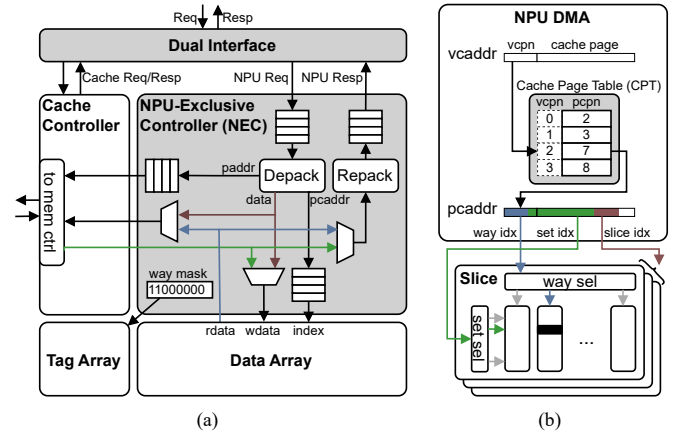 Req
Resp
Dual Interface
Cache Req/Resp
NPU Req
NPU Resp
Cache
Controller
NPU-Exclusive
Controller (NEC)
to mem ctrl
paddr
Depack
Repack
data
pcaddr
way mask
11000000
rdata
wdata
index
Tag Array
Data Array
(a)
NPU DMA
vcpn
cache page
vcaddr
Cache Page Table (CPT)
vcpn
pcpn
0
2
1
3
2
7
3
8
pcaddr
way idx
set idx
slice idx
Slice
way sel
set sel
...
(b)